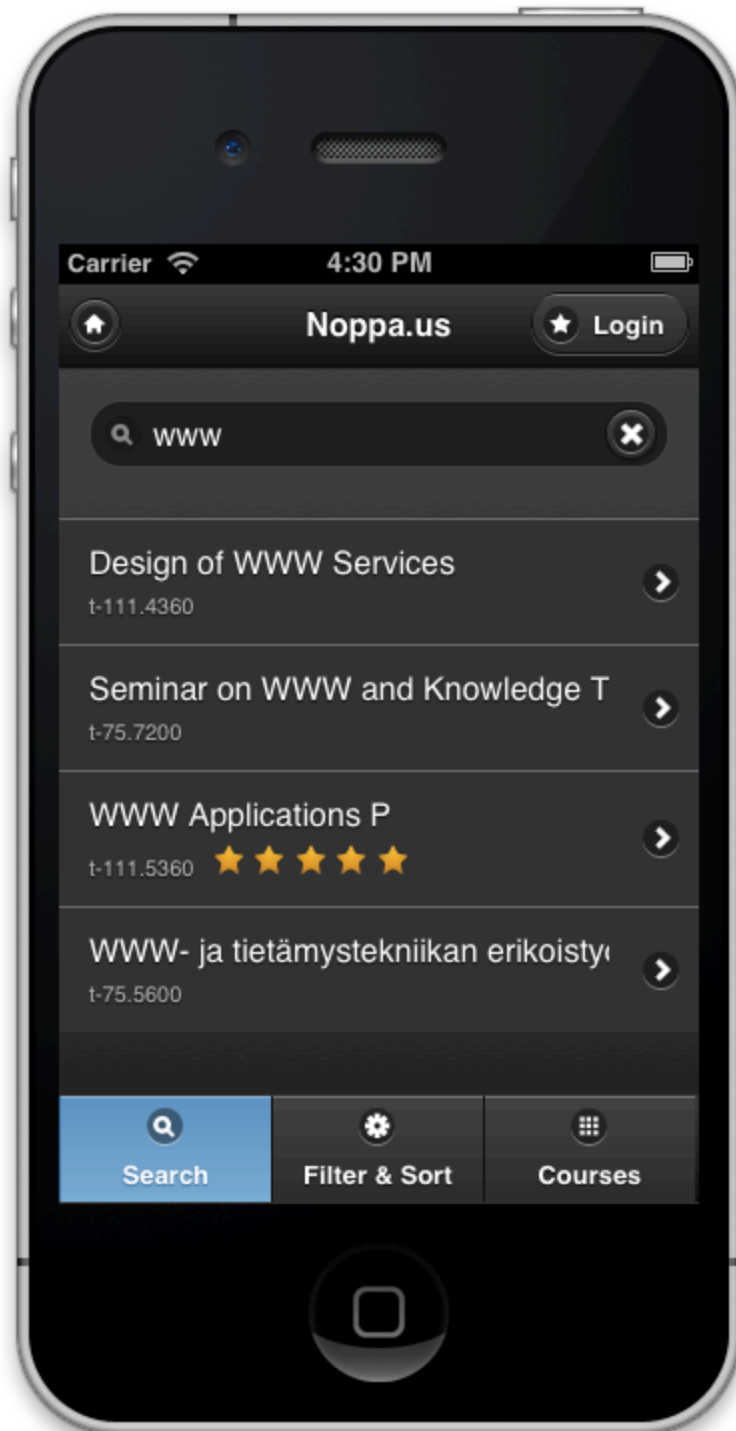 Carrier 4:30 PM
Noppa.us Login
www
Design of WWW Services
t-111.4360
Seminar on WWW and Knowledge T
t-75.7200
WWW Applications P
t-111.5360
WWW- ja tietämystekniikan erikoisty
t-75.5600
Search Filter & Sort Courses